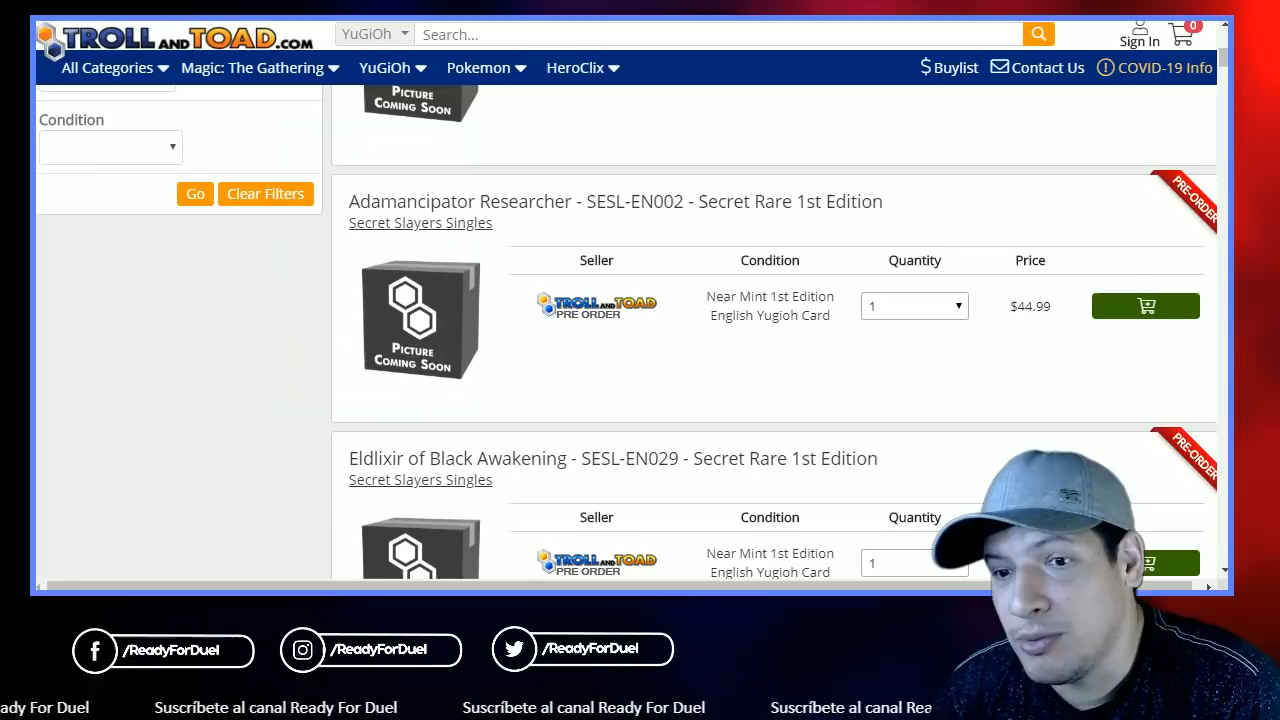 TROLL AND TOAD.COM
YuGiOh
Search...
Sign In
0
All Categories
Magic: The Gathering
YuGiOh
Pokemon
HeroClix
$ Buylist
Contact Us
COVID-19 Info
Condition
Go
Clear Filters
PICTURE
COMING SOON
Adamancipator Researcher - SESL-EN002 - Secret Rare 1st Edition
Secret Slayers Singles
PRE-ORDER
Seller
Condition
Quantity
Price
TROLL AND TOAD
PRE ORDER
Near Mint 1st Edition
English Yugioh Card
1
$44.99
PICTURE
COMING SOON
Eldlixir of Black Awakening - SESL-EN029 - Secret Rare 1st Edition
Secret Slayers Singles
PRE-ORDER
Seller
Condition
Quantity
TROLL AND TOAD
PRE ORDER
Near Mint 1st Edition
English Yugioh Card
1
/ReadyForDuel
/ReadyForDuel
/ReadyForDuel
ady For Duel
Suscríbete al canal Ready For Duel
Suscríbete al canal Ready For Duel
Suscríbete al canal Rea